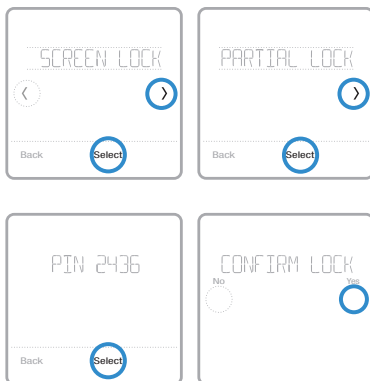 SCREEN LOCK
Back Select
PARTIAL LOCK
Back Select
PIN 2436
Back Select
CONFIRM LOCK
No Yes